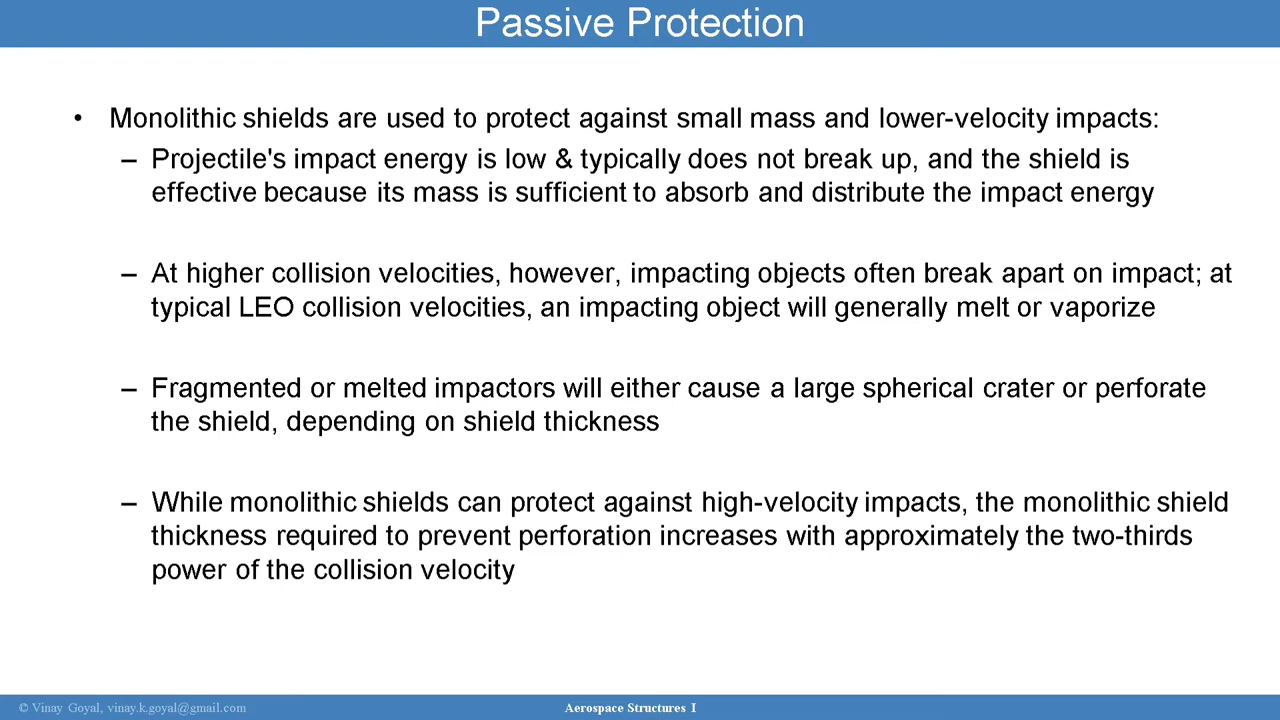 Passive Protection
• Monolithic shields are used to protect against small mass and lower-velocity impacts:
– Projectile's impact energy is low & typically does not break up, and the shield is
effective because its mass is sufficient to absorb and distribute the impact energy
– At higher collision velocities, however, impacting objects often break apart on impact; at
typical LEO collision velocities, an impacting object will generally melt or vaporize
– Fragmented or melted impactors will either cause a large spherical crater or perforate
the shield, depending on shield thickness
– While monolithic shields can protect against high-velocity impacts, the monolithic shield
thickness required to prevent perforation increases with approximately the two-thirds
power of the collision velocity
© Vinay Goyal, vinay.k.goyal@gmail.com
Aerospace Structures I